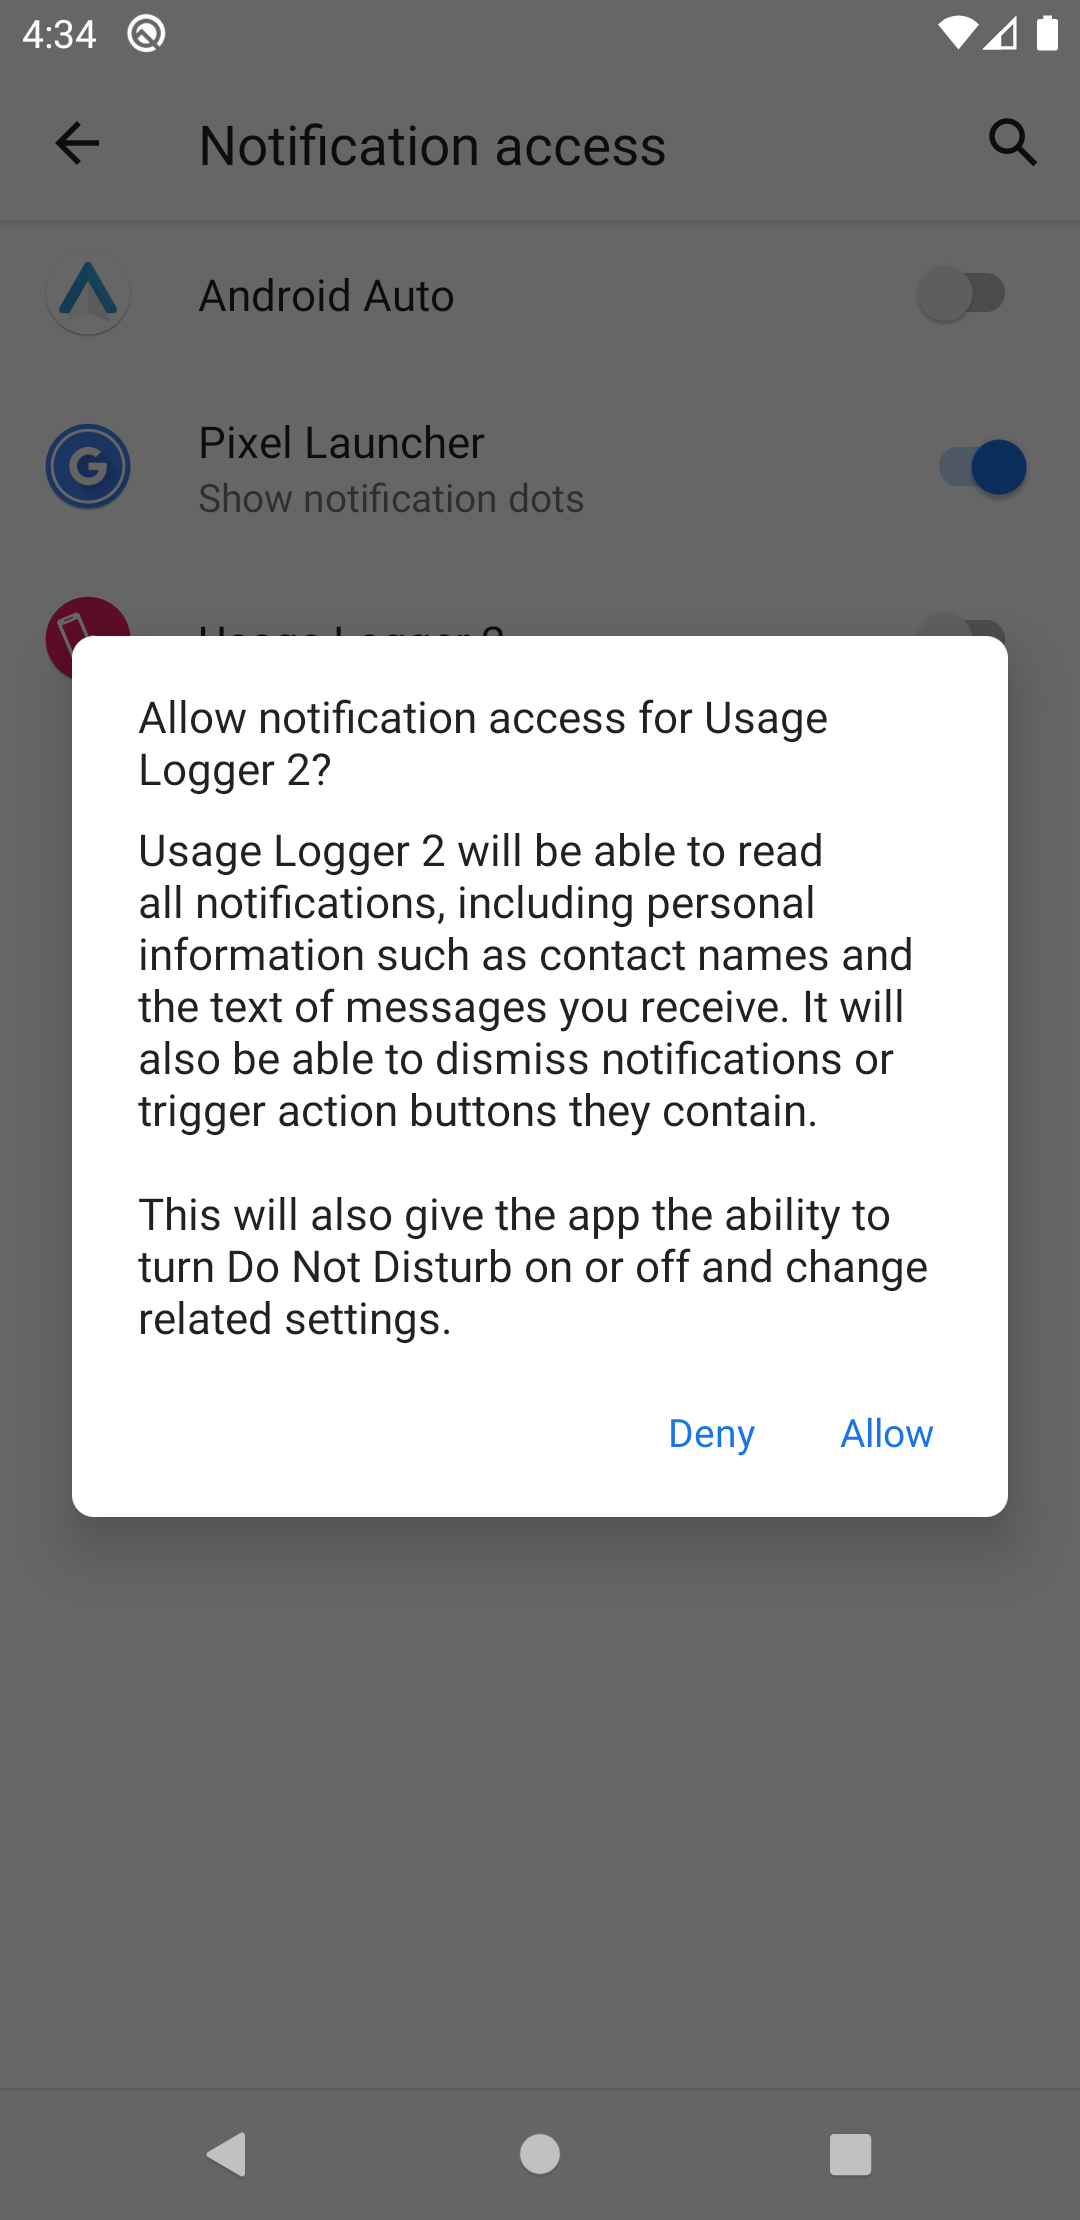 4:34
Notification access
Android Auto
Pixel Launcher
Show notification dots
Usage Logger 2
Allow notification access for Usage
Logger 2?
Usage Logger 2 will be able to read
all notifications, including personal
information such as contact names and
the text of messages you receive. It will
also be able to dismiss notifications or
trigger action buttons they contain.
This will also give the app the ability to
turn Do Not Disturb on or off and change
related settings.
Deny Allow